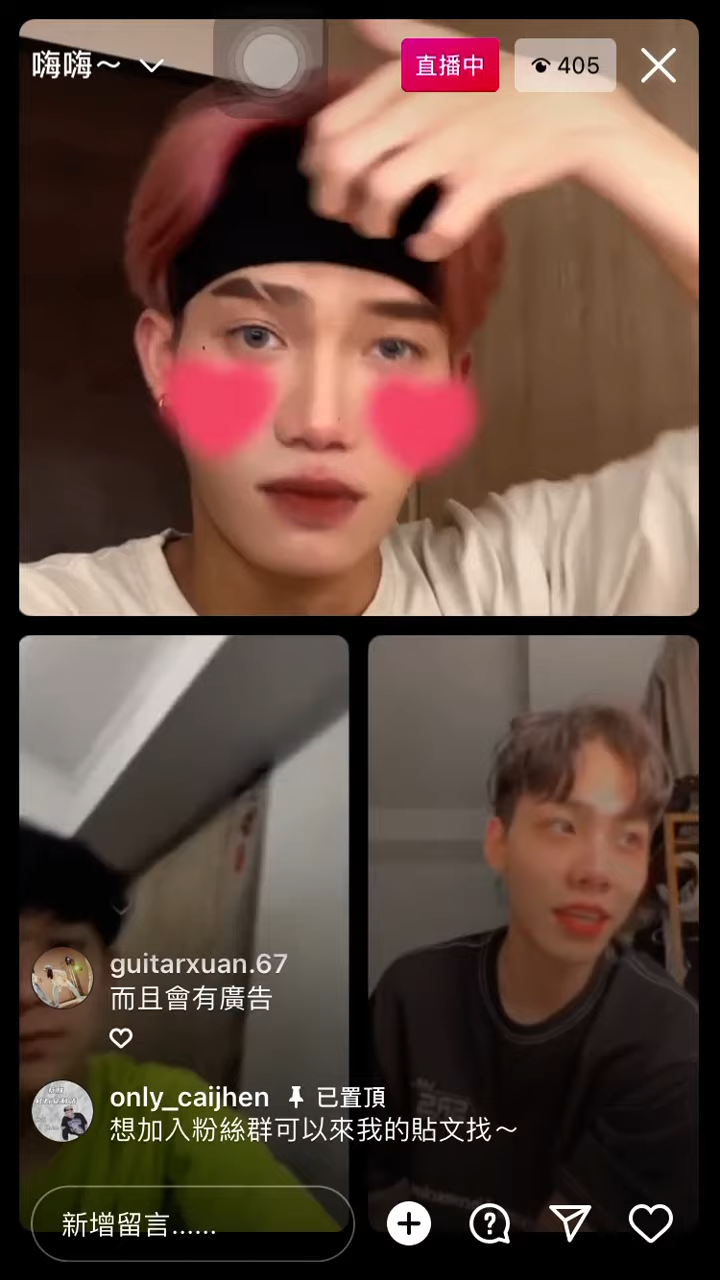 嗨嗨～
直播中
405
guitarxuan.67
而且會有廣告
only_caijhen 已置頂
想加入粉絲群可以來我的貼文找～
新增留言......